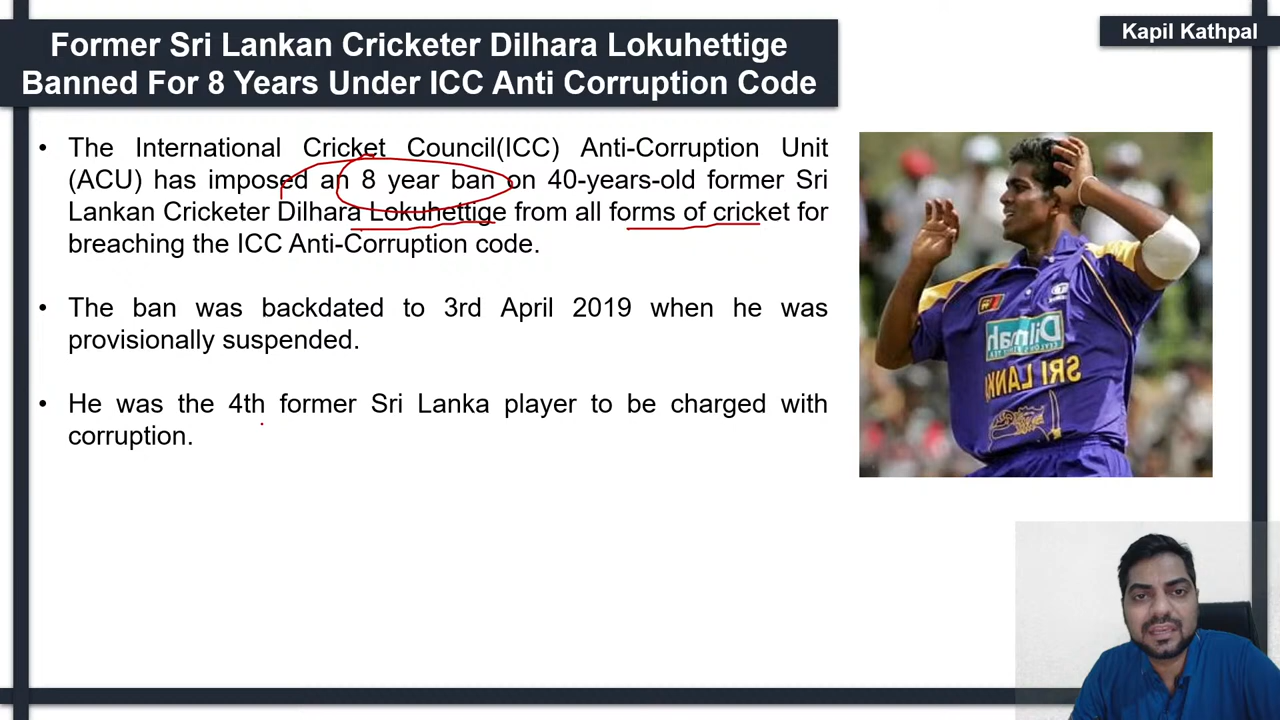 Former Sri Lankan Cricketer Dilhara Lokuhettige
Banned For 8 Years Under ICC Anti Corruption Code
Kapil Kathpal
• The International Cricket Council(ICC) Anti-Corruption Unit
(ACU) has imposed an 8 year ban on 40-years-old former Sri
Lankan Cricketer Dilhara Lokuhettige from all forms of cricket for
breaching the ICC Anti-Corruption code.
• The ban was backdated to 3rd April 2019 when he was
provisionally suspended.
• He was the 4th former Sri Lanka player to be charged with
corruption.
Dilmah
SRI LANKA